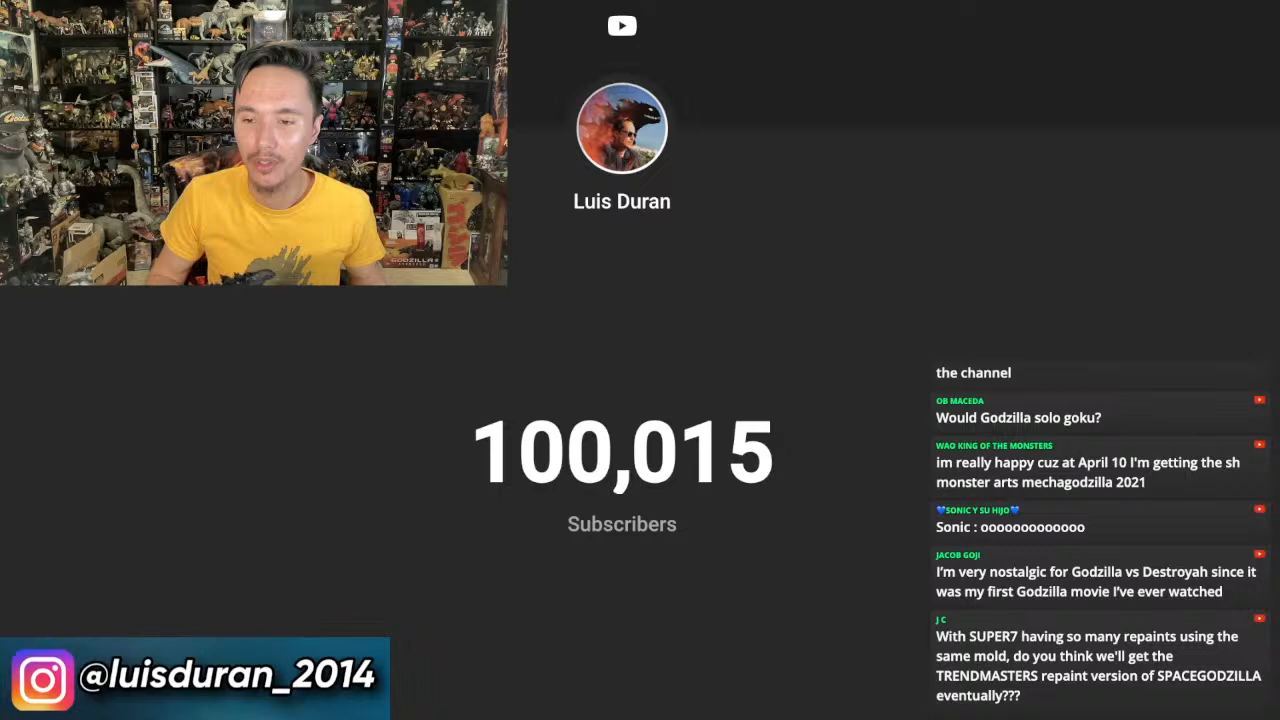 Luis Duran
100,015
Subscribers
the channel
OB MACEDA
Would Godzilla solo goku?
WAO KING OF THE MONSTERS
im really happy cuz at April 10 I'm getting the sh
monster arts mechagodzilla 2021
💙SONIC Y SU HIJO💙
Sonic : ooooooooooooo
JACOB GOJI
I’m very nostalgic for Godzilla vs Destroyah since it
was my first Godzilla movie I’ve ever watched
J C
With SUPER7 having so many repaints using the
same mold, do you think we'll get the
TRENDMASTERS repaint version of SPACEGODZILLA
eventually???
@luisduran_2014
GODZILLA